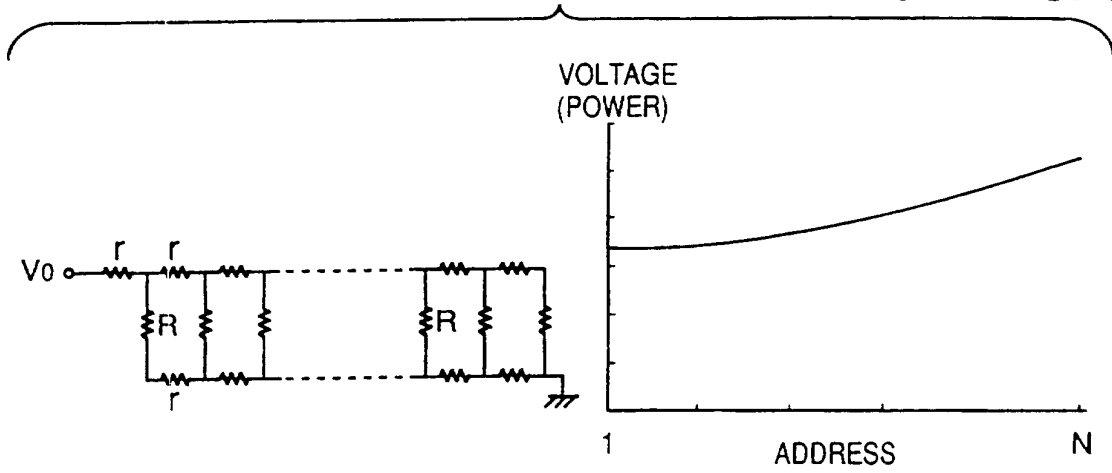 VOLTAGE
(POWER)
r r
V0
R R
r
1 N
ADDRESS